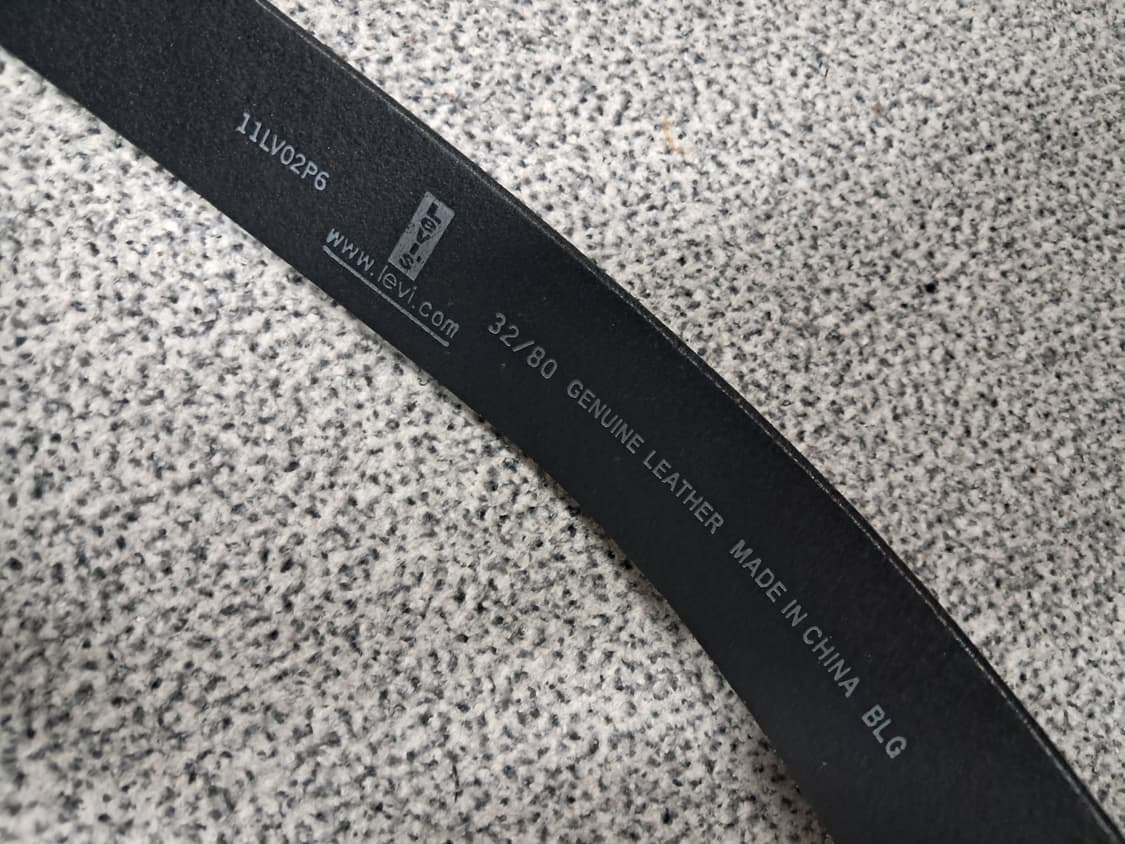 11LV02P6
Levi's
www.levi.com
32/80 GENUINE LEATHER MADE IN CHINA BLG